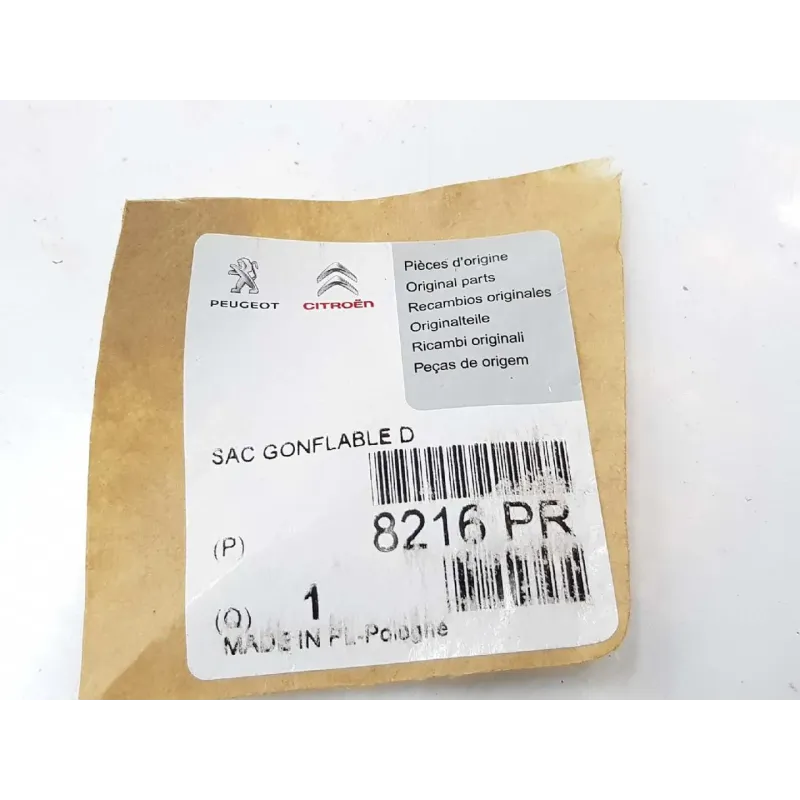 PEUGEOT
CITROËN
Pièces d'origine
Original parts
Recambios originales
Originalteile
Ricambi originali
Peças de origem
SAC GONFLABLE D
(P) 8216 PR
(Q) 1
MADE IN PL-Pologne